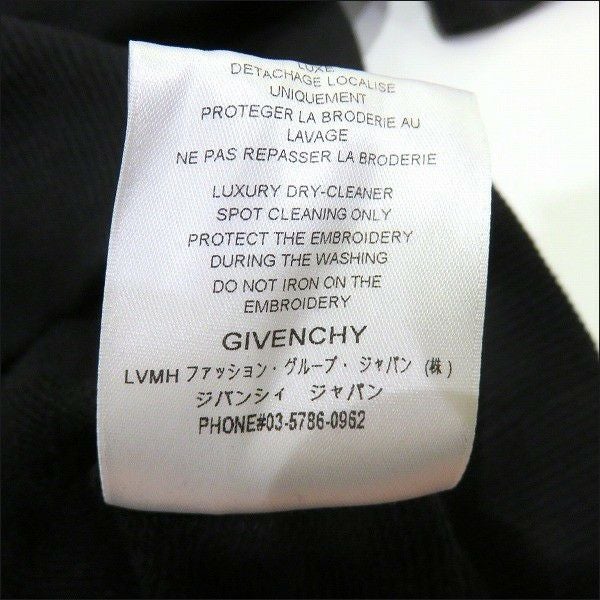 LUXE
DETACHAGE LOCALISE
UNIQUEMENT
PROTEGER LA BRODERIE AU
LAVAGE
NE PAS REPASSER LA BRODERIE
LUXURY DRY-CLEANER
SPOT CLEANING ONLY
PROTECT THE EMBROIDERY
DURING THE WASHING
DO NOT IRON ON THE
EMBROIDERY
GIVENCHY
LVMH ファッション・グループ・ ジャパン (株)
ジバンシィ ジャパン
PHONE#03-5786-0962